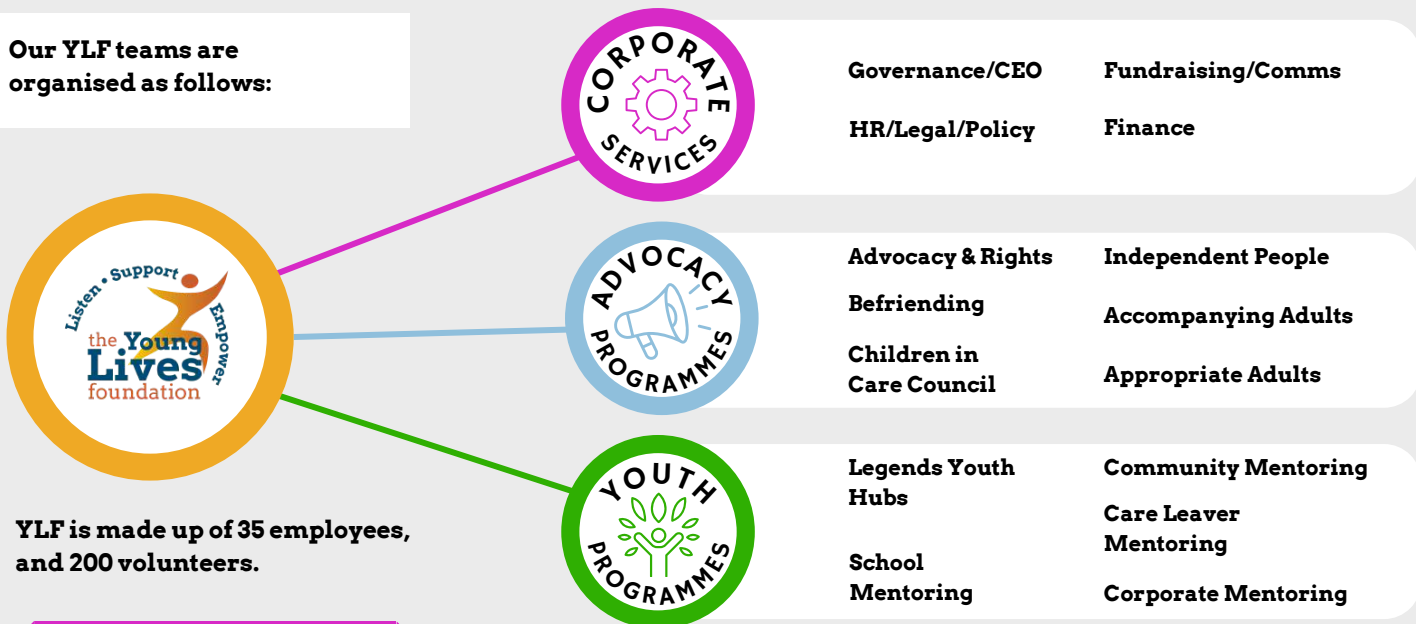 Our YLF teams are
organised as follows:
CORPORATE
SERVICES
Governance/CEO
Fundraising/Comms
HR/Legal/Policy
Finance
Listen • Support
Empower
the Young
Lives
foundation
ADVOCACY
PROGRAMMES
Advocacy & Rights
Independent People
Befriending
Accompanying Adults
Children in
Care Council
Appropriate Adults
YOUTH
PROGRAMMES
Legends Youth
Hubs
Community Mentoring
Care Leaver
Mentoring
School
Mentoring
Corporate Mentoring
YLF is made up of 35 employees,
and 200 volunteers.